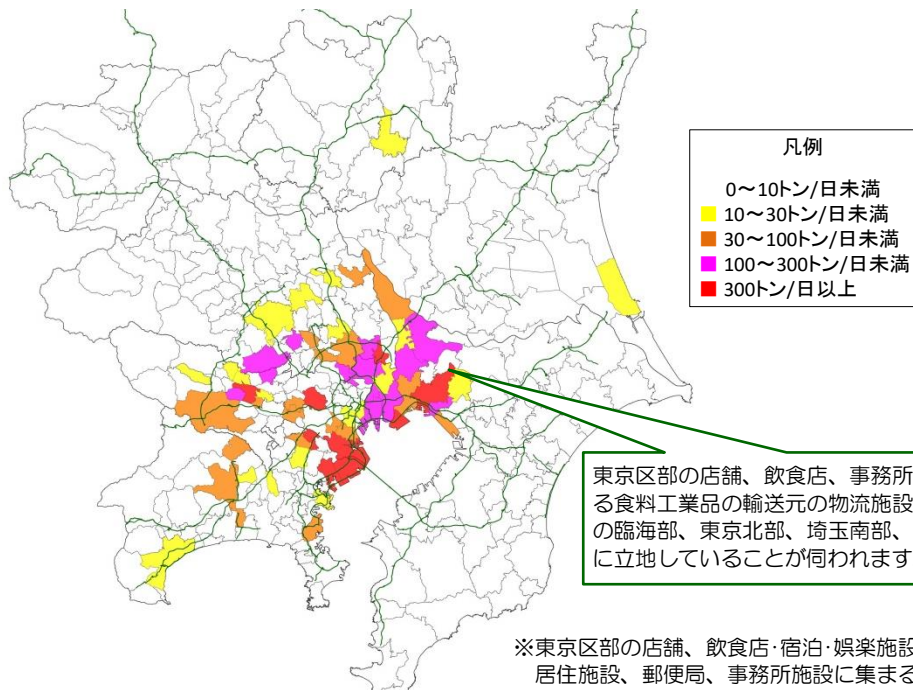 凡例
0～10トン/日未満
10～30トン/日未満
30～100トン/日未満
100～300トン/日未満
300トン/日以上
東京区部の店舗、飲食店、事務所
る食料工業品の輸送元の物流施設
の臨海部、東京北部、埼玉南部、
に立地していることが伺われます
※東京区部の店舗、飲食店･宿泊･娯楽施設
居住施設、郵便局、事務所施設に集まる